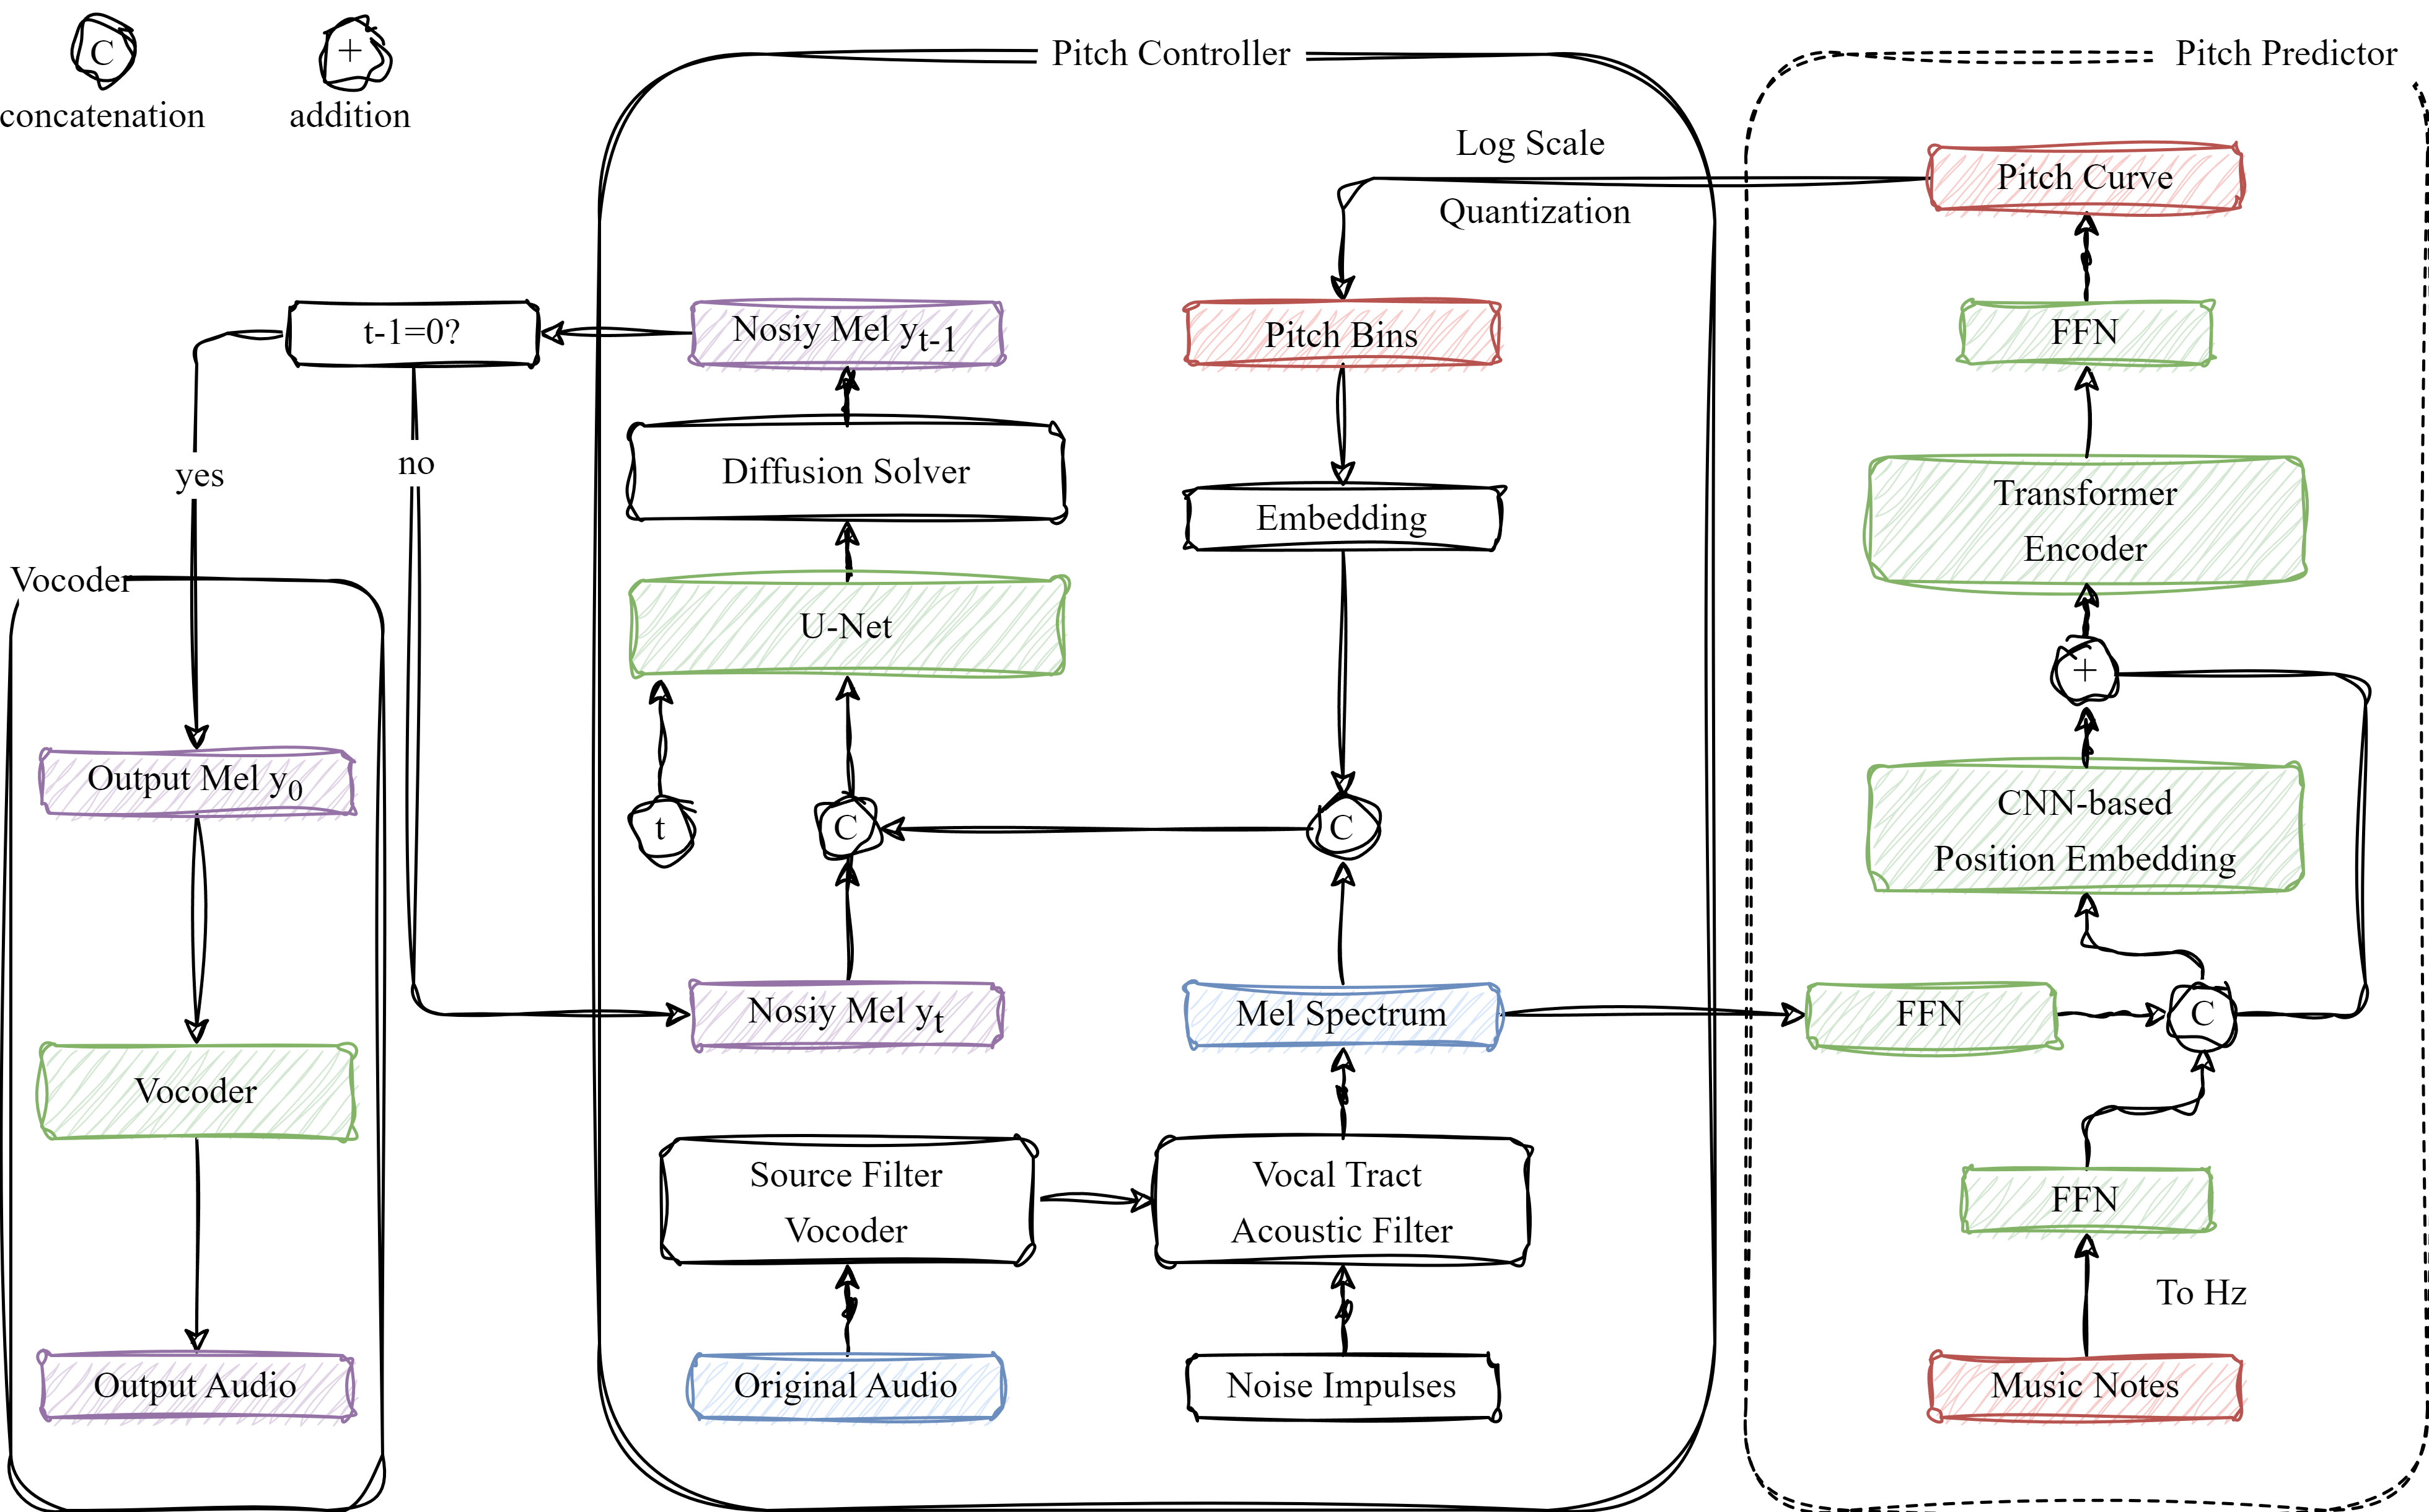 C
concatenation
+
addition
Pitch Controller
Pitch Predictor
Log Scale
Quantization
Pitch Curve
t-1=0?
Nosiy Mel yt-1
Pitch Bins
FFN
yes
no
Diffusion Solver
Embedding
Transformer
Encoder
Vocoder
U-Net
+
Output Mel y0
t
C
C
CNN-based
Position Embedding
Nosiy Mel yt
Mel Spectrum
FFN
C
Vocoder
Source Filter
Vocoder
Vocal Tract
Acoustic Filter
FFN
To Hz
Output Audio
Original Audio
Noise Impulses
Music Notes